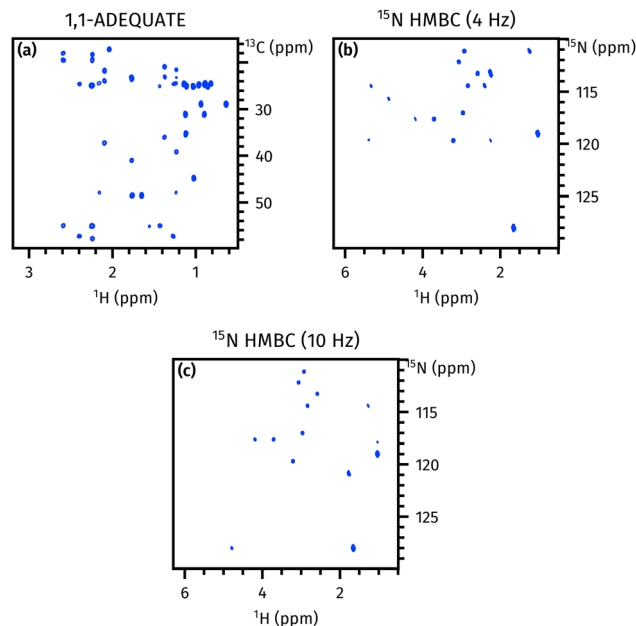 1,1-ADEQUATE
(a)
¹³C (ppm)
30
40
50
3 2 1
¹H (ppm)
¹⁵N HMBC (4 Hz)
(b)
¹⁵N (ppm)
115
120
125
6 4 2
¹H (ppm)
¹⁵N HMBC (10 Hz)
(c)
¹⁵N (ppm)
115
120
125
6 4 2
¹H (ppm)